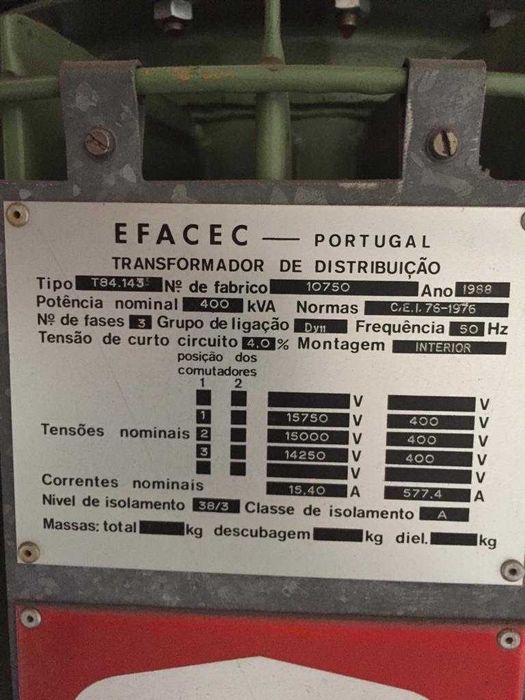 EFACEC — PORTUGAL
TRANSFORMADOR DE DISTRIBUIÇÃO
Tipo T84.143 Nº de fabrico 10750 Ano 1988
Potência nominal 400 kVA Normas C.E.I. 76-1976
Nº de fases 3 Grupo de ligação Dyn Frequência 50 Hz
Tensão de curto circuito 4.0 % Montagem INTERIOR
posição dos
comutadores
1 2
V V
1 15750 V 400 V
Tensões nominais 2 15000 V 400 V
3 14250 V 400 V
V V
Correntes nominais 15.40 A 577.4 A
Nivel de isolamento 38/3 Classe de isolamento A
Massas: total kg descubagem kg diel. kg